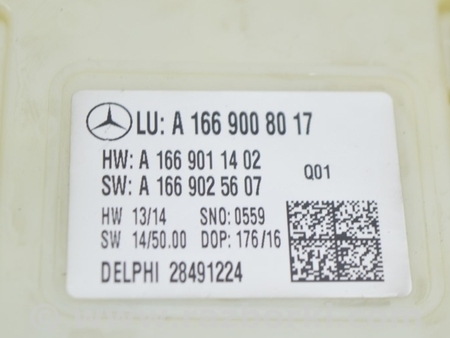 LU: A 166 900 80 17
HW: A 166 901 14 02
SW: A 166 902 56 07
Q01
HW 13/14 SNO: 0559
SW 14/50.00 DOP: 176/16
DELPHI 28491224